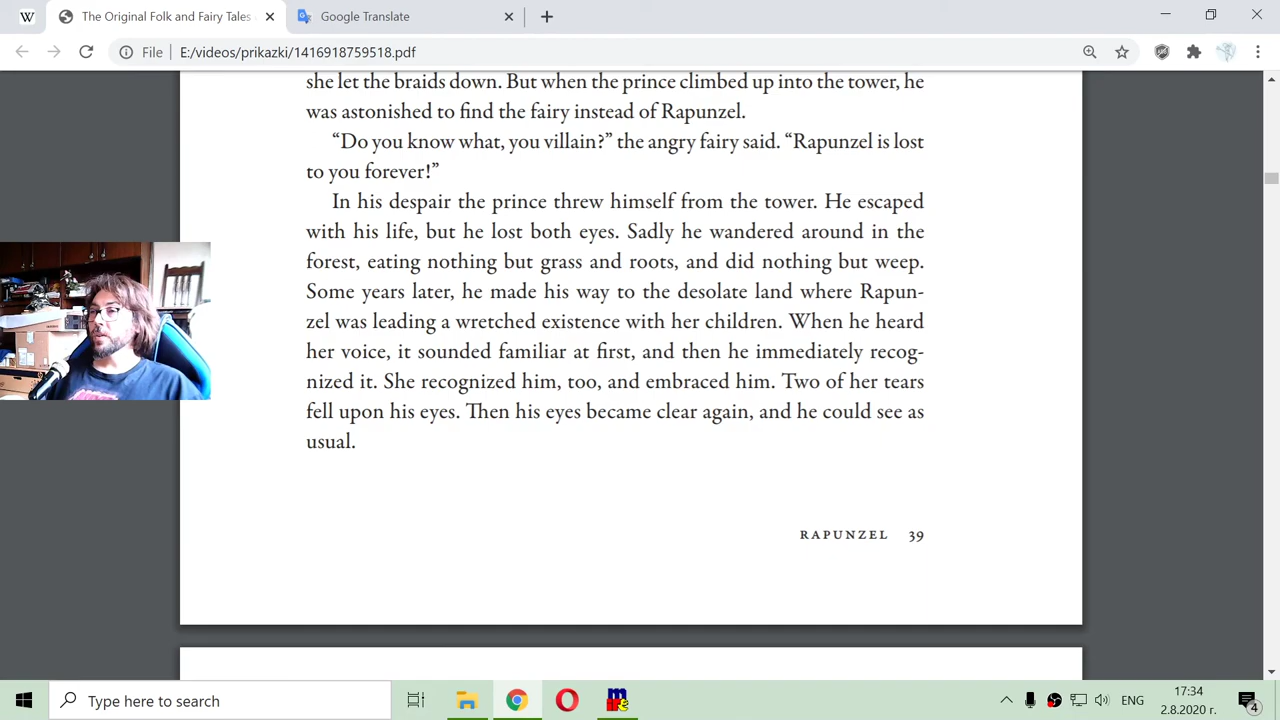 The Original Folk and Fairy Tales
Google Translate
File
E:/videos/prikazki/1416918759518.pdf
she let the braids down. But when the prince climbed up into the tower, he
was astonished to find the fairy instead of Rapunzel.
“Do you know what, you villain?” the angry fairy said. “Rapunzel is lost
to you forever!”
In his despair the prince threw himself from the tower. He escaped
with his life, but he lost both eyes. Sadly he wandered around in the
forest, eating nothing but grass and roots, and did nothing but weep.
Some years later, he made his way to the desolate land where Rapun-
zel was leading a wretched existence with her children. When he heard
her voice, it sounded familiar at first, and then he immediately recog-
nized it. She recognized him, too, and embraced him. Two of her tears
fell upon his eyes. Then his eyes became clear again, and he could see as
usual.
RAPUNZEL 39
Type here to search
ЕНГ
17:34
2.8.2020 г.
4